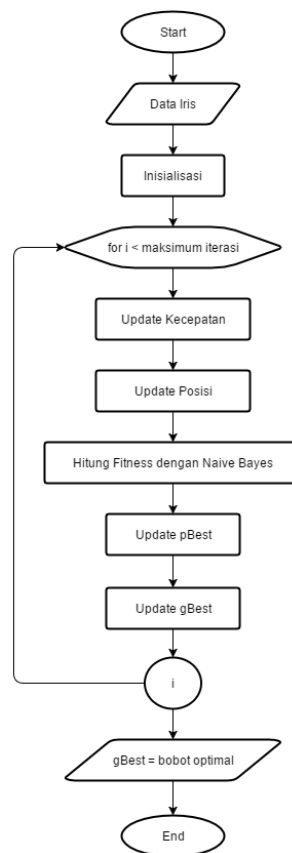 Start
Data Iris
Inisialisasi
for i < maksimum iterasi
Update Kecepatan
Update Posisi
Hitung Fitness dengan Naive Bayes
Update pBest
Update gBest
i
gBest = bobot optimal
End